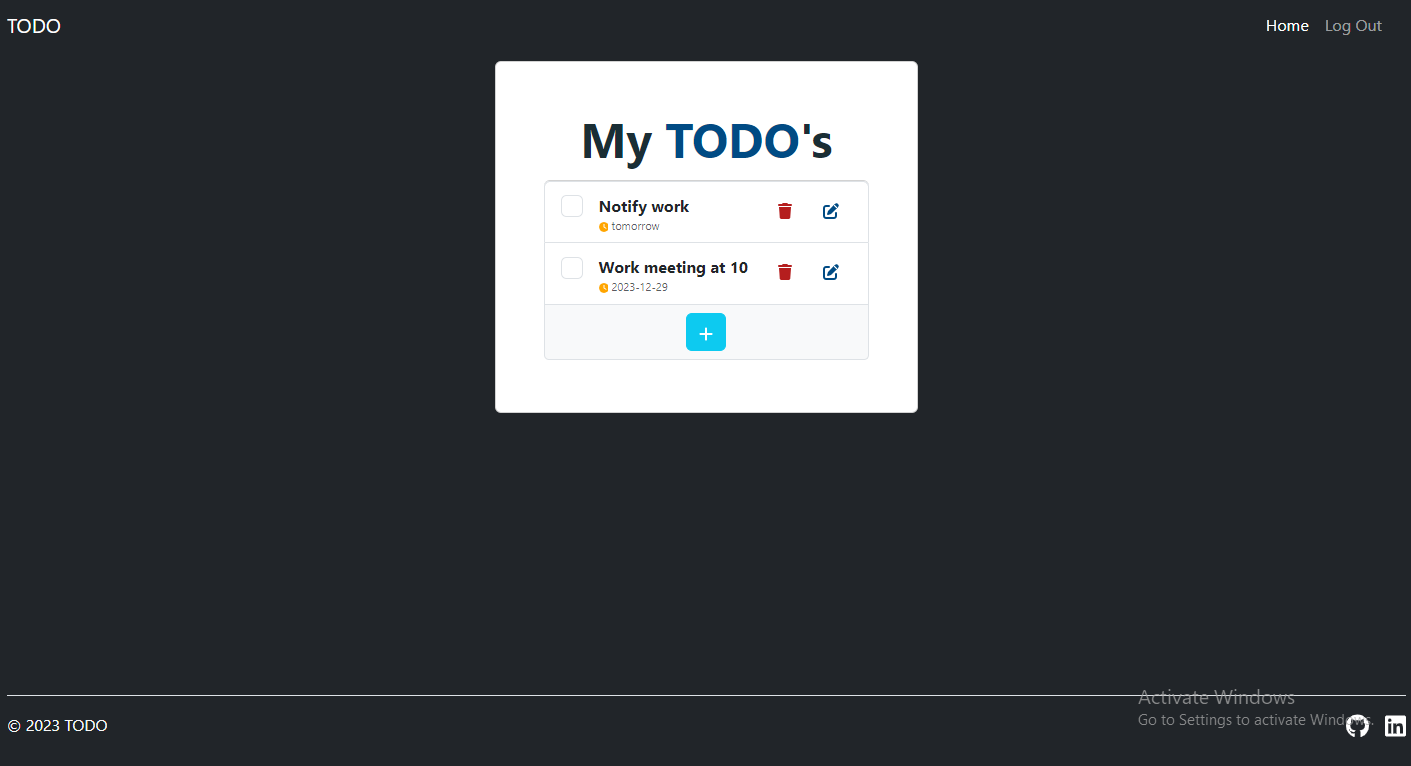 TODO
Home
Log Out
My TODO's
Notify work
tomorrow
Work meeting at 10
2023-12-29
+
© 2023 TODO
Activate Windows
Go to Settings to activate Windows.
in